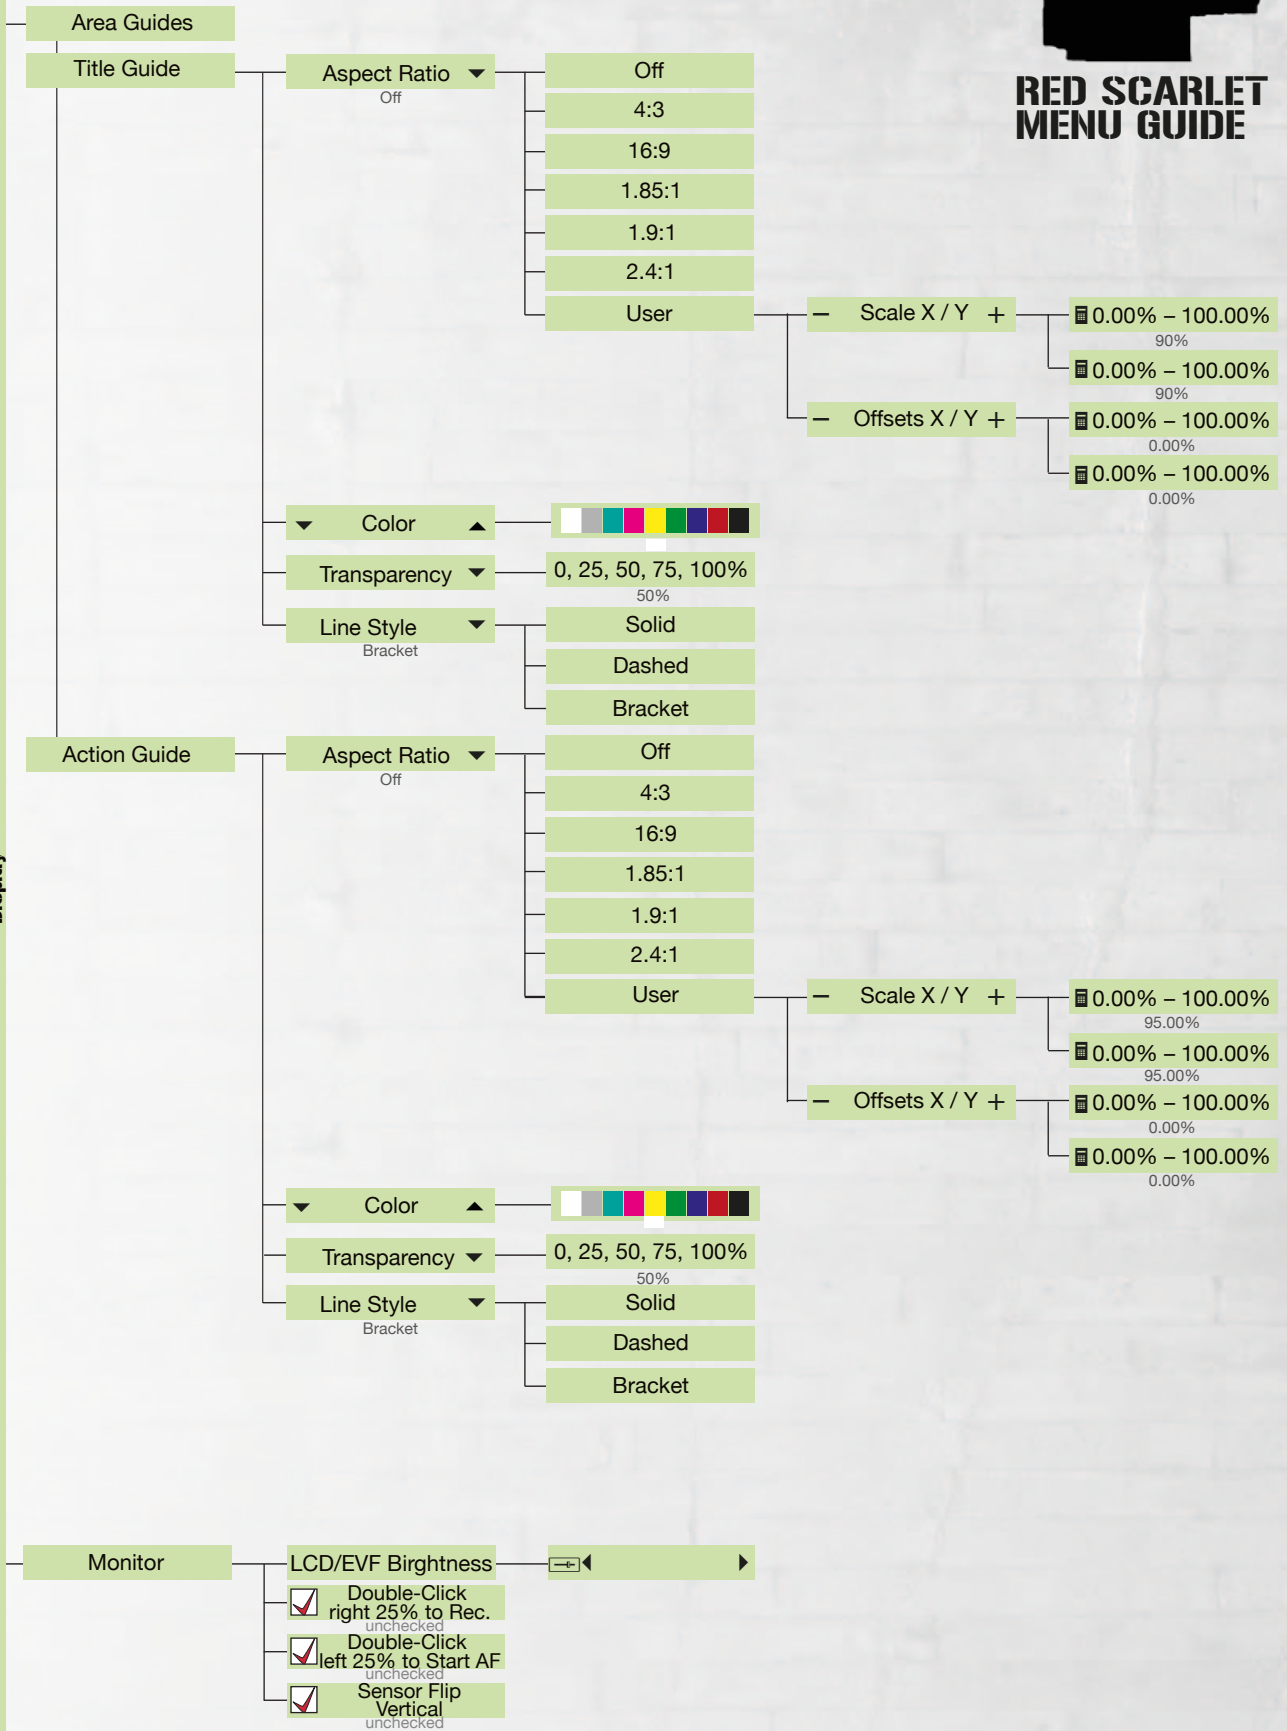 Area Guides
RED SCARLET
MENU GUIDE
Title Guide
Aspect Ratio
Off
Off
4:3
16:9
1.85:1
1.9:1
2.4:1
User
− Scale X / Y +
0.00% – 100.00%
90%
0.00% – 100.00%
90%
− Offsets X / Y +
0.00% – 100.00%
0.00%
0.00% – 100.00%
0.00%
Color
Transparency
0, 25, 50, 75, 100%
50%
Line Style
Bracket
Solid
Dashed
Bracket
Action Guide
Aspect Ratio
Off
Off
4:3
16:9
1.85:1
1.9:1
2.4:1
User
− Scale X / Y +
0.00% – 100.00%
95.00%
0.00% – 100.00%
95.00%
− Offsets X / Y +
0.00% – 100.00%
0.00%
0.00% – 100.00%
0.00%
Color
Transparency
0, 25, 50, 75, 100%
50%
Line Style
Bracket
Solid
Dashed
Bracket
Monitor
LCD/EVF Birghtness
Double-Click
right 25% to Rec.
unchecked
Double-Click
left 25% to Start AF
unchecked
Sensor Flip
Vertical
unchecked